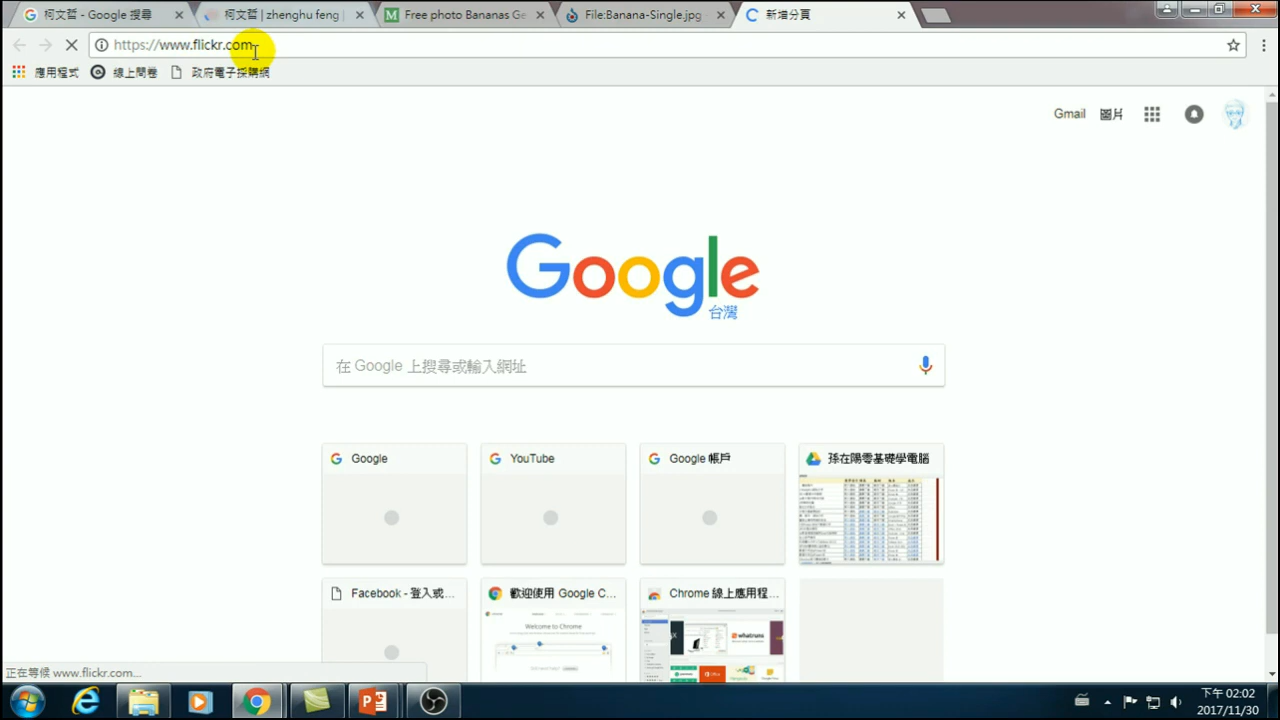 柯文哲 - Google 搜尋
柯文哲 | zhenghu feng |
Free photo Bananas Ge
File:Banana-Single.jpg -
新增分頁
https://www.flickr.com
應用程式
線上問卷
政府電子採購網
Gmail
圖片
Google
台灣
在 Google 上搜尋或輸入網址
Google
YouTube
Google 帳戶
孫在陽零基礎學電腦
Facebook - 登入或...
歡迎使用 Google C...
Chrome 線上應用程...
Welcome to Chrome
whatruns
Office
正在等候 www.flickr.com...
下午 02:02
2017/11/30